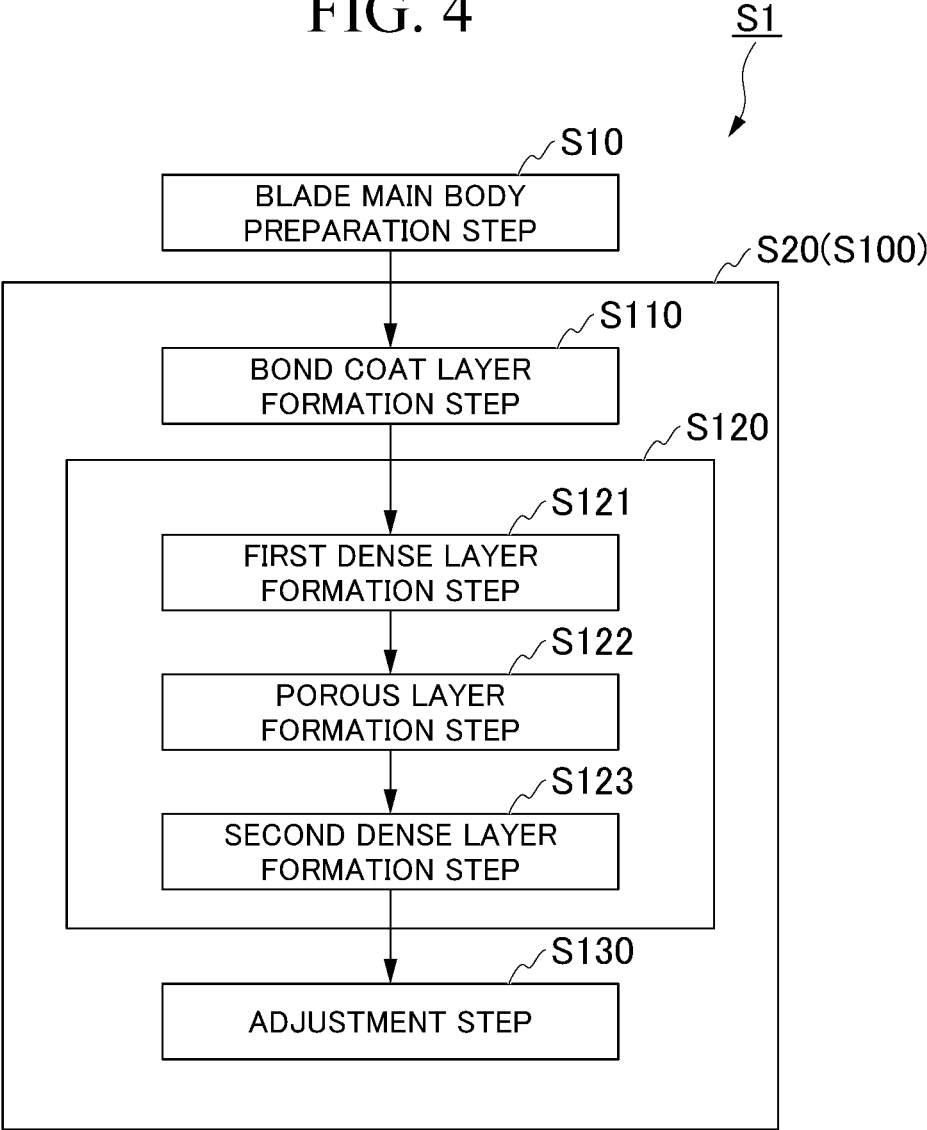 FIG. 4
S1
S10
BLADE MAIN BODY
PREPARATION STEP
S20(S100)
S110
BOND COAT LAYER
FORMATION STEP
S120
S121
FIRST DENSE LAYER
FORMATION STEP
S122
POROUS LAYER
FORMATION STEP
S123
SECOND DENSE LAYER
FORMATION STEP
S130
ADJUSTMENT STEP